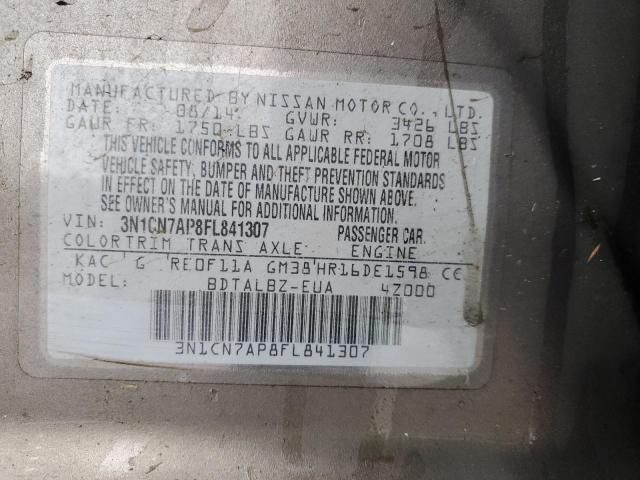 MANUFACTURED BY NISSAN MOTOR CO., LTD.
DATE: 08/14 GVWR: 3426 LBS
GAWR FR: 1750 LBS GAWR RR: 1708 LBS
THIS VEHICLE CONFORMS TO ALL APPLICABLE FEDERAL MOTOR
VEHICLE SAFETY, BUMPER AND THEFT PREVENTION STANDARDS
IN EFFECT ON THE DATE OF MANUFACTURE SHOWN ABOVE.
SEE OWNER'S MANUAL FOR ADDITIONAL INFORMATION.
VIN: 3N1CN7AP8FL841307 PASSENGER CAR
COLOR TRIM TRANS AXLE ENGINE
KAC G RE0F11A GM38 HR16DE1598 CC
MODEL: BDTALBZ-EUA 4Z000
3N1CN7AP8FL841307